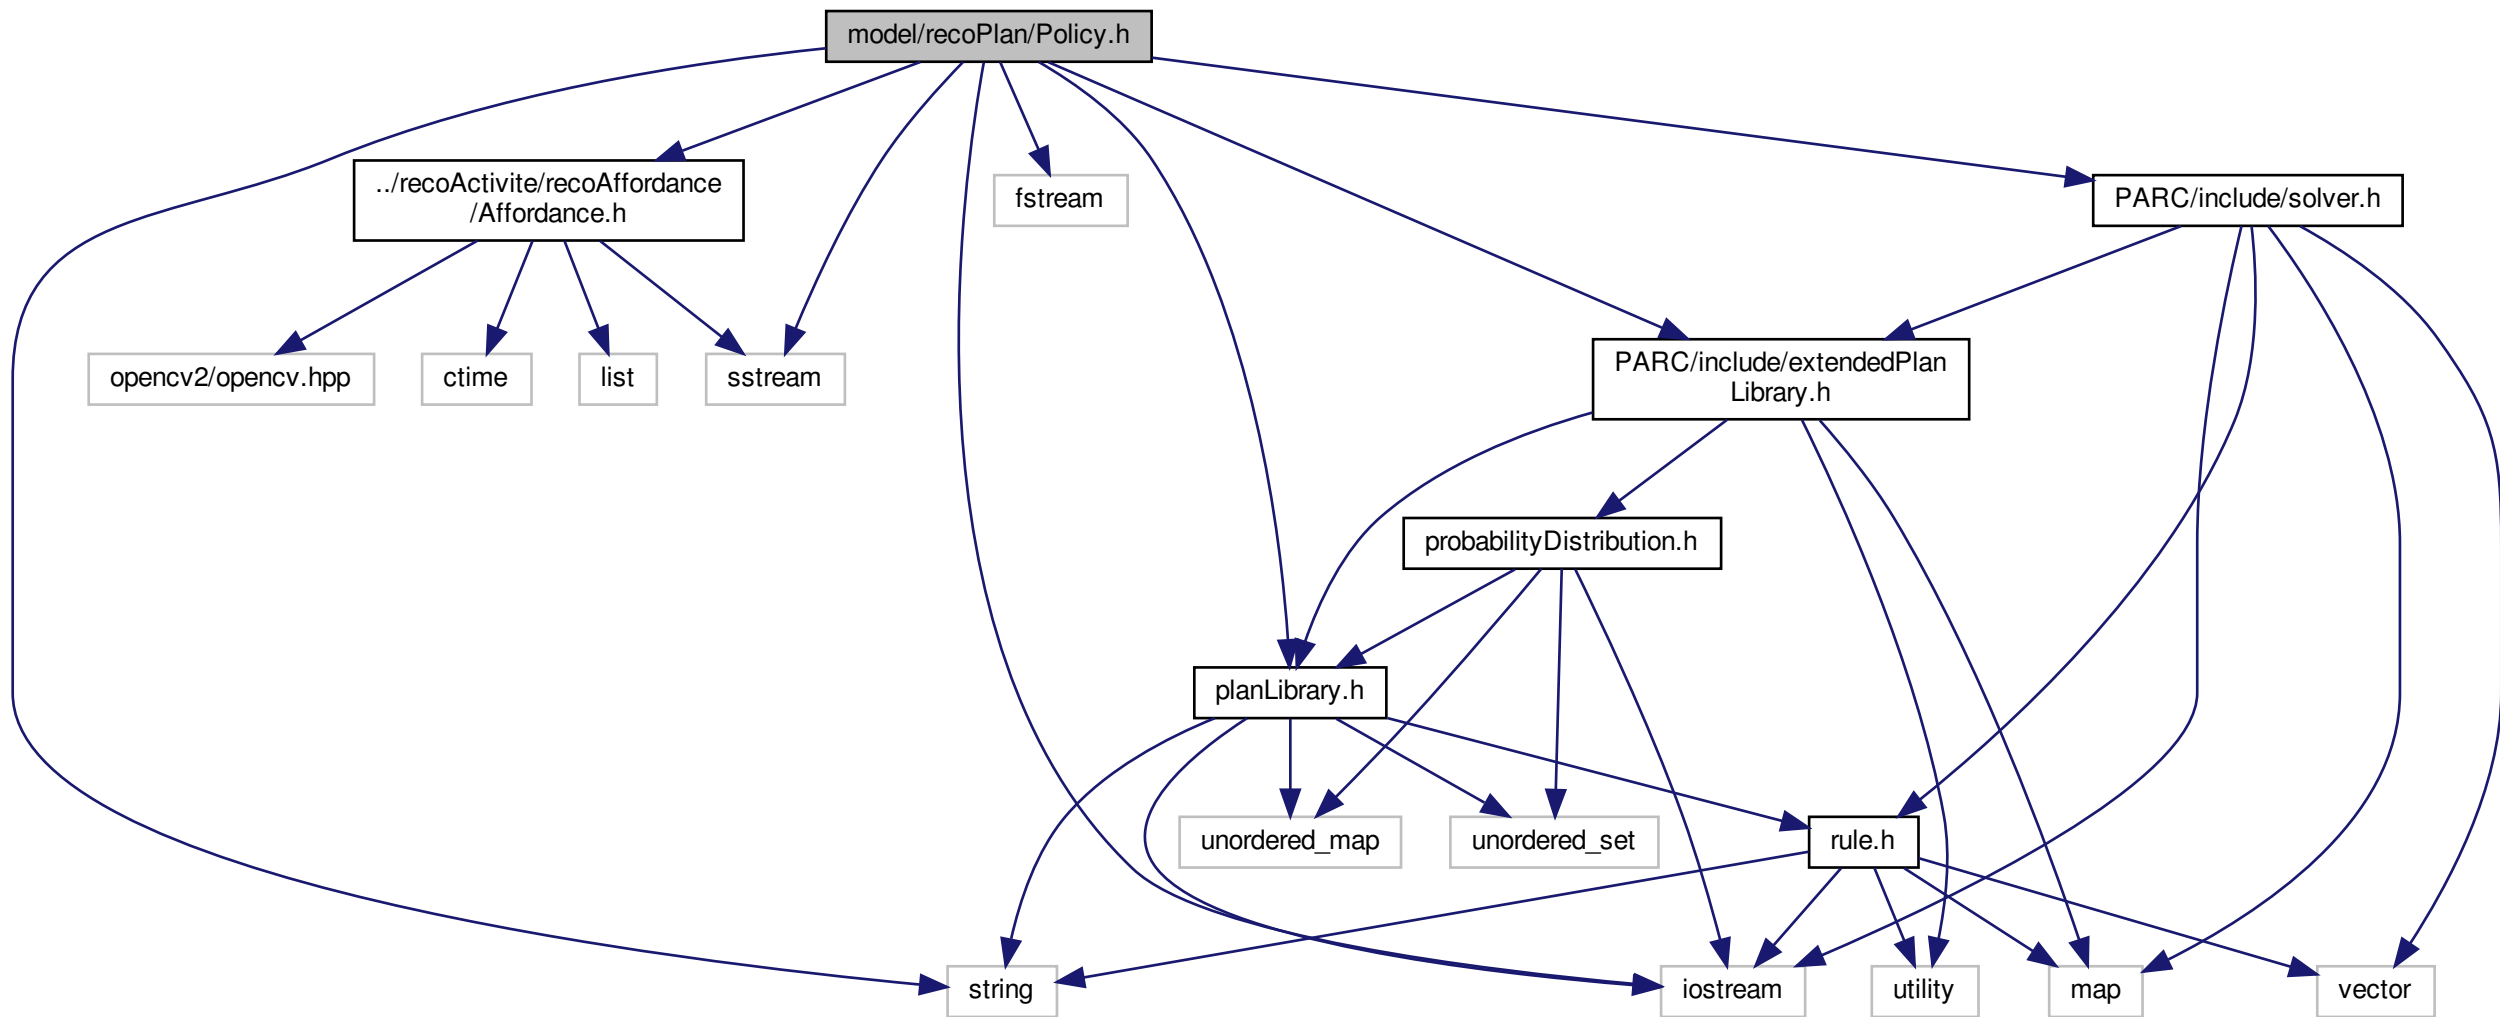 model/recoPlan/Policy.h
../recoActivite/recoAffordance
/Affordance.h
fstream
PARC/include/solver.h
opencv2/opencv.hpp
ctime
list
sstream
PARC/include/extendedPlan
Library.h
probabilityDistribution.h
planLibrary.h
unordered_map
unordered_set
rule.h
string
iostream
utility
map
vector